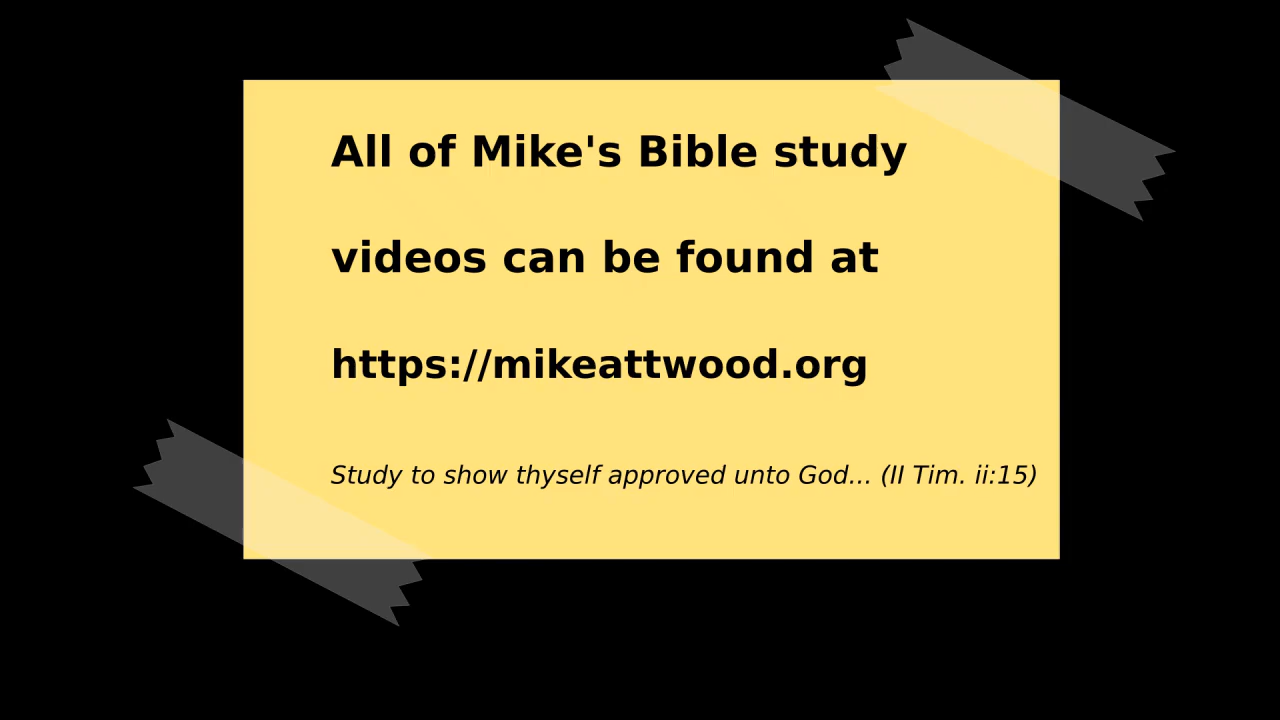 All of Mike's Bible study
videos can be found at
https://mikeattwood.org
Study to show thyself approved unto God... (II Tim. ii:15)